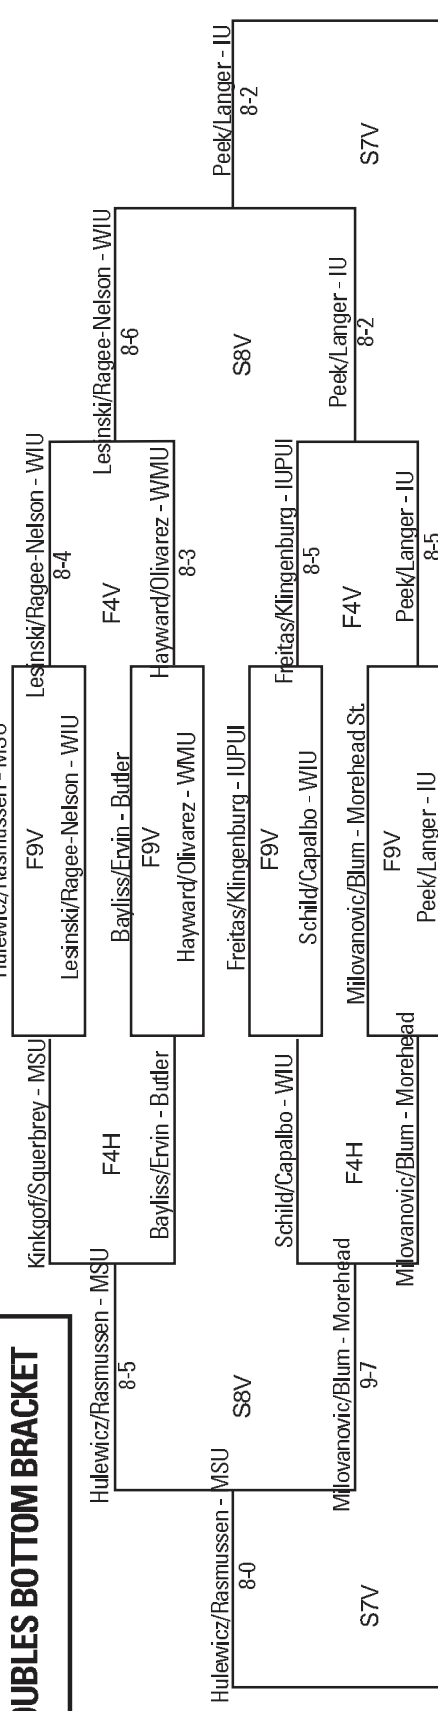 OUBLES BOTTOM BRACKET
Hulewicz/Rasmussen - MSU
8-0
S7V
Hulewicz/Rasmussen - MSU
8-5
S8V
Milovanovic/Blum - Morehead
9-7
Kinkgof/Squerbrey - MSU
F4H
Bayliss/Ervin - Butler
Schild/Capalbo - WIU
F4H
Milovanovic/Blum - Morehead
Hulewicz/Rasmussen - MSU
F9V
Lesinski/Ragee-Nelson - WIU
Bayliss/Ervin - Butler
F9V
Hayward/Olivarez - WMU
Freitas/Klingenburg - IUPUI
F9V
Schild/Capalbo - WIU
Milovanovic/Blum - Morehead St.
F9V
Peek/Langer - IU
Lesinski/Ragee-Nelson - WIU
8-4
F4V
Hayward/Olivarez - WMU
8-3
Freitas/Klingenburg - IUPUI
8-5
F4V
Peek/Langer - IU
8-5
Lesinski/Ragee-Nelson - WIU
8-6
S8V
Peek/Langer - IU
8-2
Peek/Langer - IU
8-2
S7V